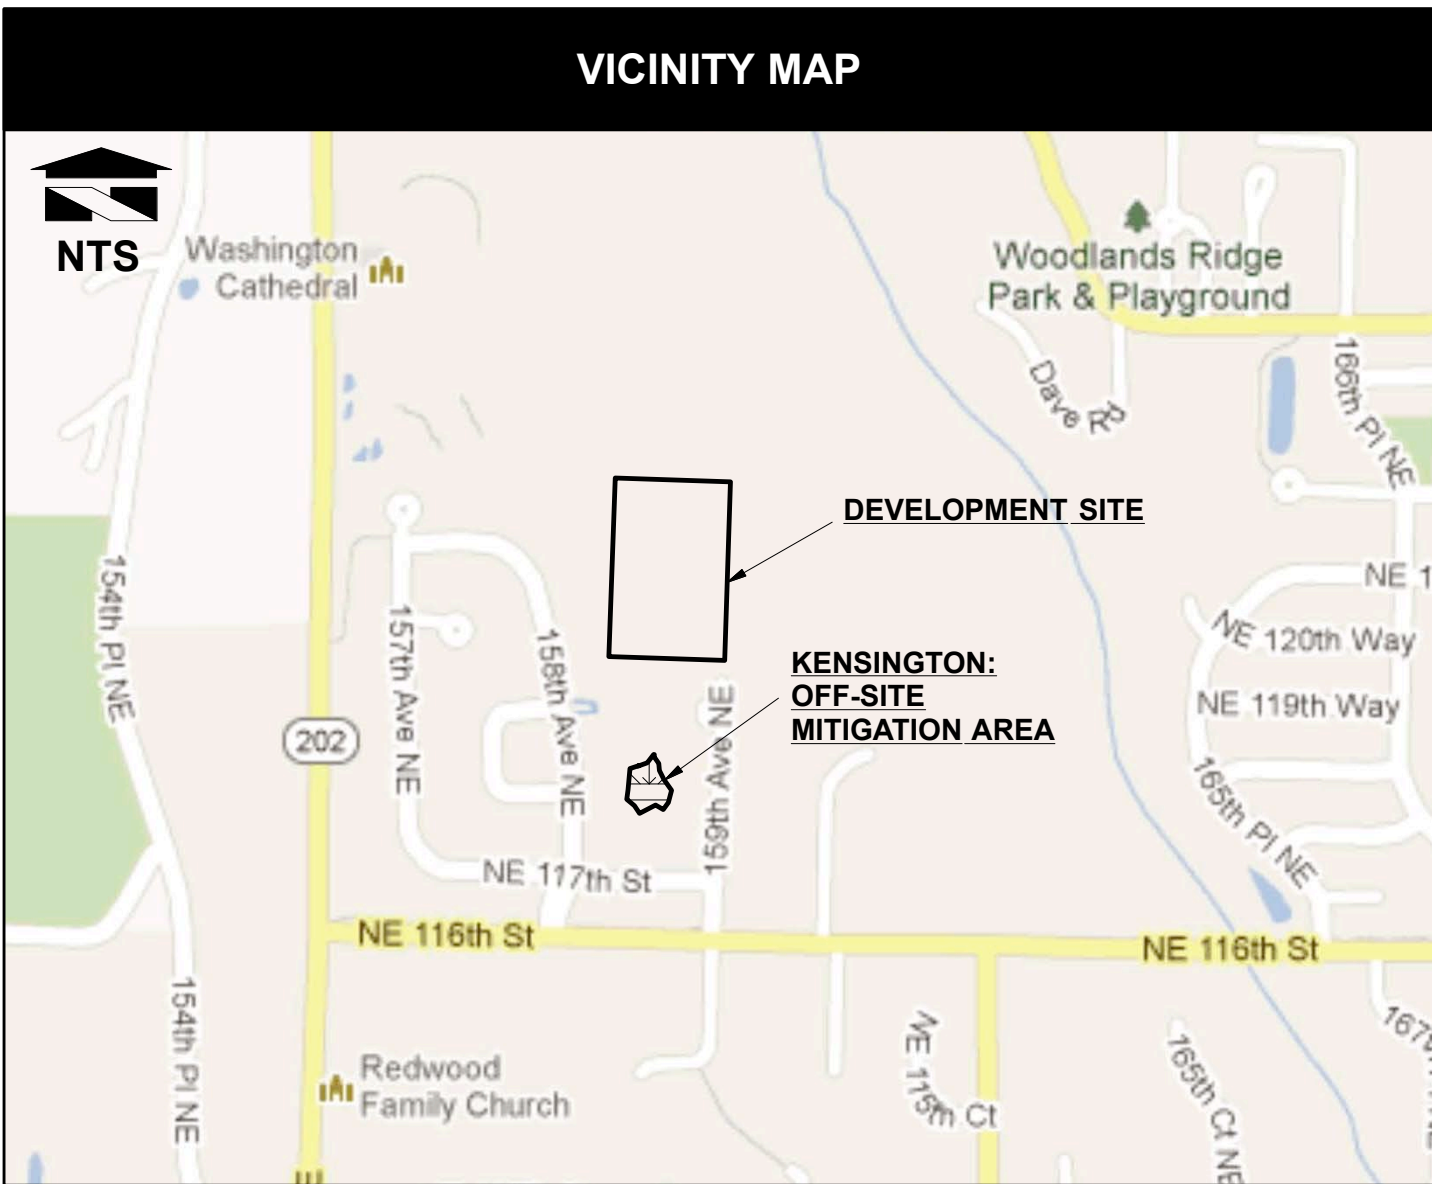 VICINITY MAP
NTS
Washington
Cathedral
Woodlands Ridge
Park & Playground
Dave Rd
166th Pl NE
DEVELOPMENT SITE
154th Pl NE
157th Ave NE
158th Ave NE
NE 1
NE 120th Way
NE 119th Way
KENSINGTON:
OFF-SITE
MITIGATION AREA
159th Ave NE
202
165th Pl NE
NE 117th St
NE 116th St
NE 116th St
154th Pl NE
NE 115th Ct
165th Ct NE
Redwood
Family Church